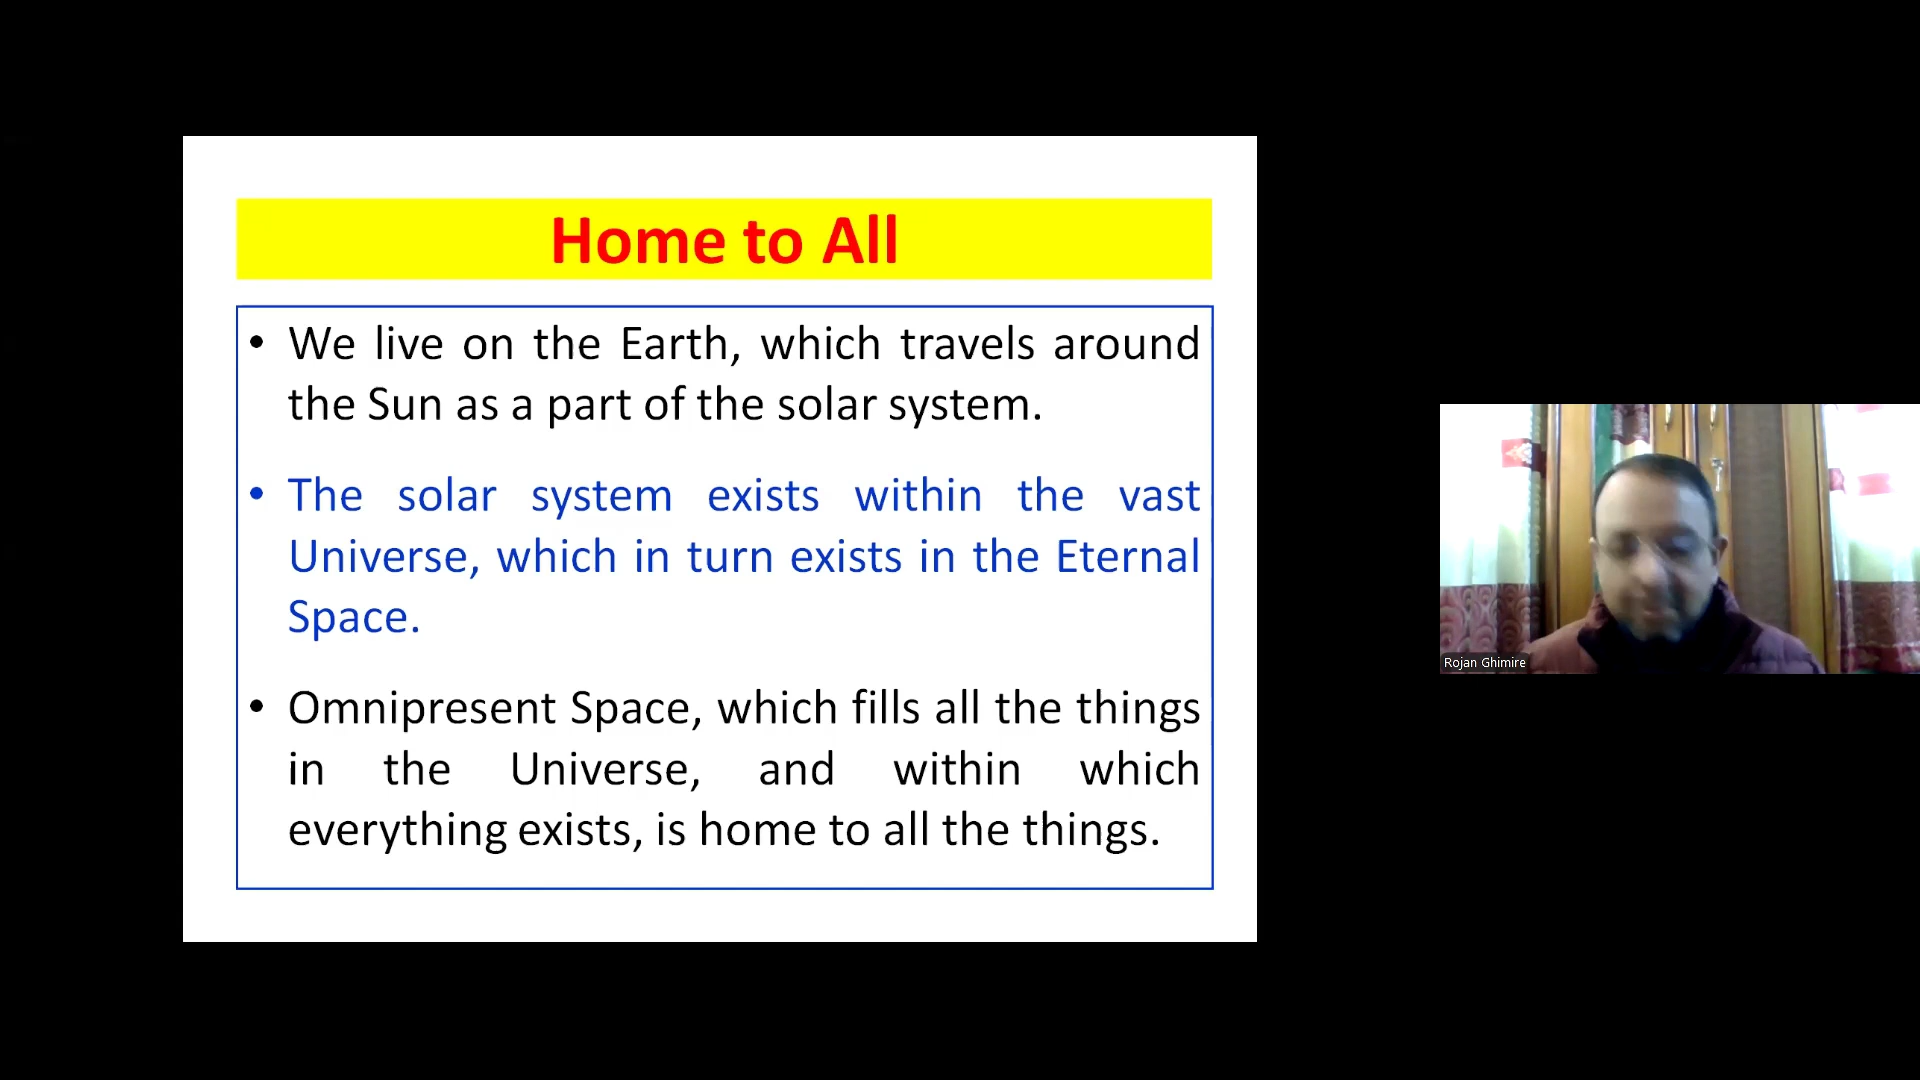 Home to All
• We live on the Earth, which travels around
the Sun as a part of the solar system.
• The solar system exists within the vast
Universe, which in turn exists in the Eternal
Space.
• Omnipresent Space, which fills all the things
in the Universe, and within which
everything exists, is home to all the things.
Rojan Ghimire